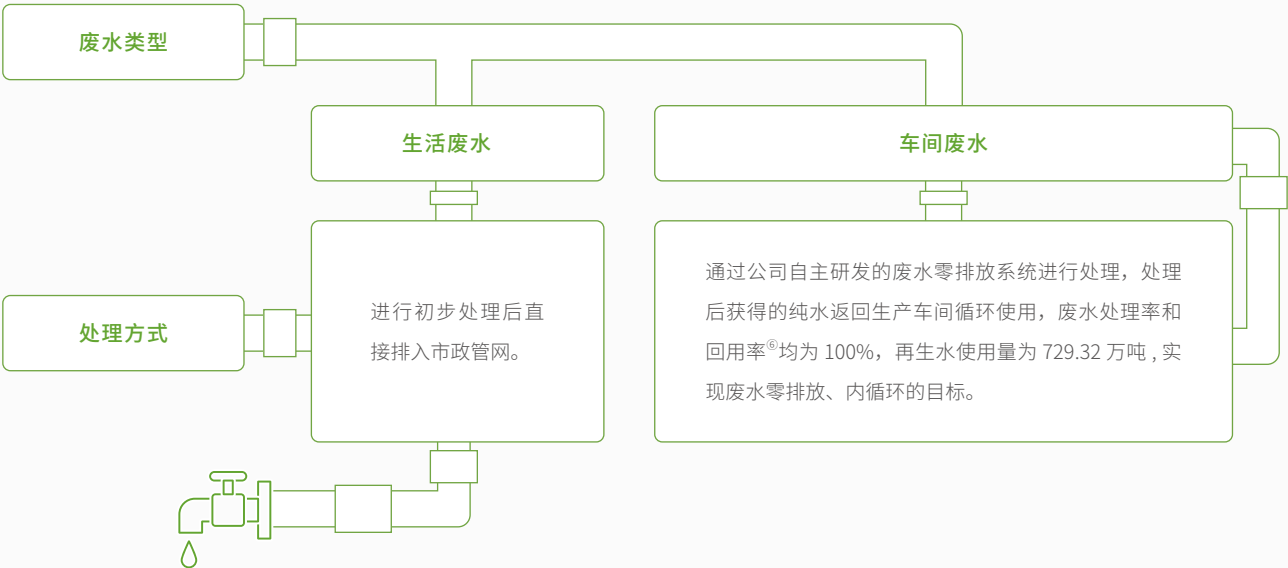 废水类型
生活废水
车间废水
处理方式
进行初步处理后直
接排入市政管网。
通过公司自主研发的废水零排放系统进行处理，处理
后获得的纯水返回生产车间循环使用，废水处理率和
回用率⑥均为 100%，再生水使用量为 729.32 万吨 , 实
现废水零排放、内循环的目标。